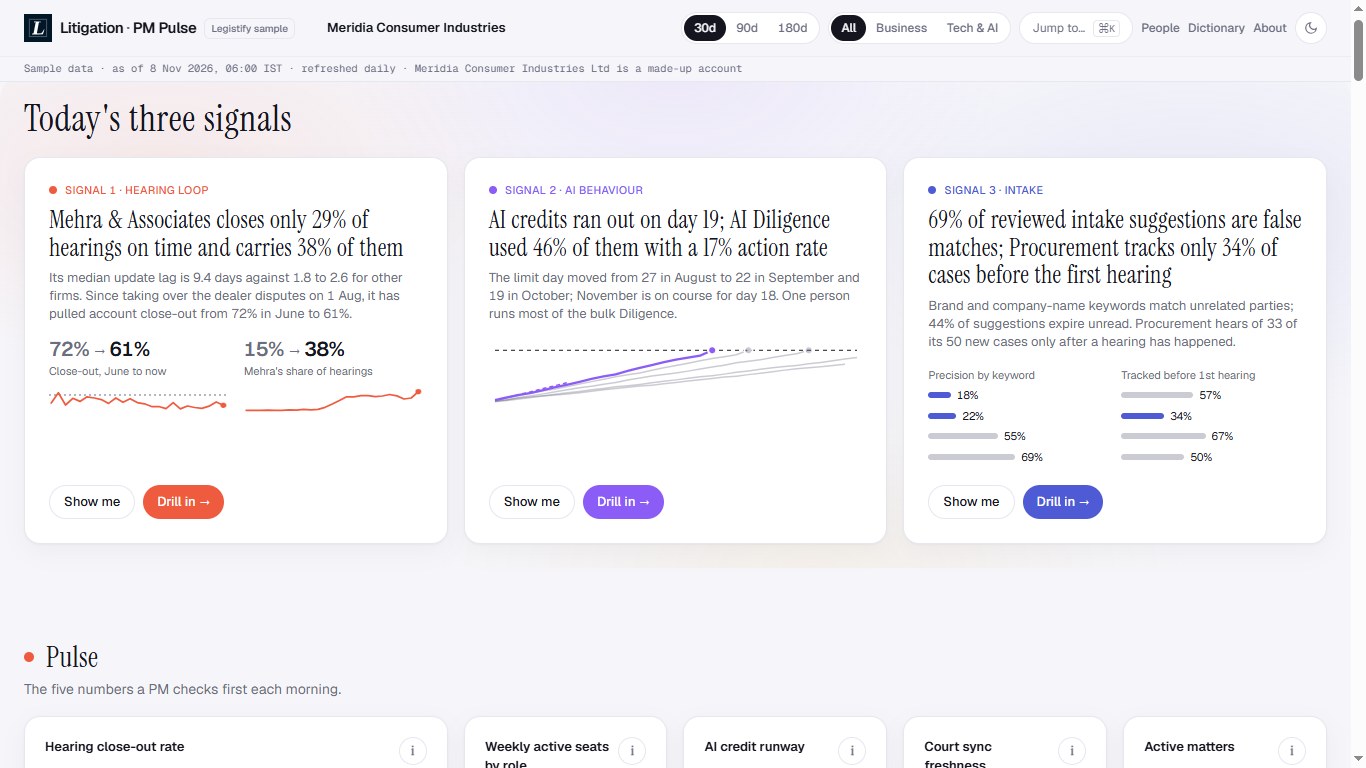 L Litigation · PM Pulse Legistify sample Meridia Consumer Industries 30d 90d 180d All Business Tech & AI Jump to... ⌘K People Dictionary About
Sample data · as of 8 Nov 2026, 06:00 IST · refreshed daily · Meridia Consumer Industries Ltd is a made-up account
Today's three signals
SIGNAL 1 · HEARING LOOP
Mehra & Associates closes only 29% of
hearings on time and carries 38% of them
Its median update lag is 9.4 days against 1.8 to 2.6 for other
firms. Since taking over the dealer disputes on 1 Aug, it has
pulled account close-out from 72% in June to 61%.
72% → 61% 15% → 38%
Close-out, June to now Mehra's share of hearings
Show me Drill in →
SIGNAL 2 · AI BEHAVIOUR
AI credits ran out on day 19; AI Diligence
used 46% of them with a 17% action rate
The limit day moved from 27 in August to 22 in September and
19 in October; November is on course for day 18. One person
runs most of the bulk Diligence.
Show me Drill in →
SIGNAL 3 · INTAKE
69% of reviewed intake suggestions are false
matches; Procurement tracks only 34% of
cases before the first hearing
Brand and company-name keywords match unrelated parties;
44% of suggestions expire unread. Procurement hears of 33 of
its 50 new cases only after a hearing has happened.
Precision by keyword Tracked before 1st hearing
18% 57%
22% 34%
55% 67%
69% 50%
Show me Drill in →
Pulse
The five numbers a PM checks first each morning.
Hearing close-out rate i
Weekly active seats i
by role
AI credit runway i
Court sync i
freshness
Active matters i